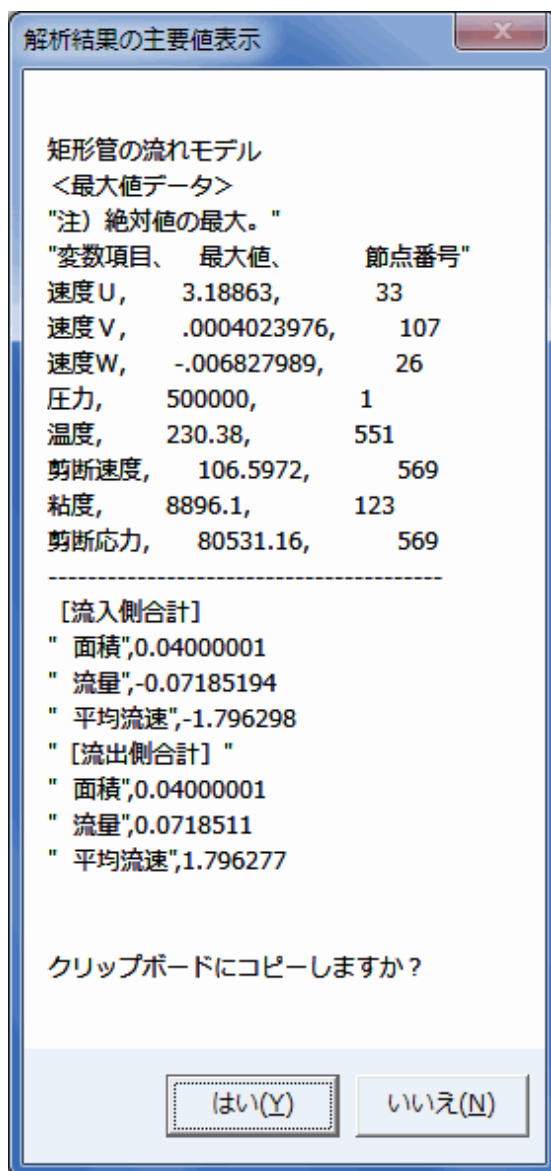 解析結果の主要値表示
矩形管の流れモデル
＜最大値データ＞
"注）絶対値の最大。"
"変数項目、　最大値、　　　節点番号"
速度Ｕ,　　3.18863,　　　33
速度Ｖ,　　.0004023976,　　　107
速度W,　　-.006827989,　　　26
圧力,　　　500000,　　　　　1
温度,　　　230.38,　　　　　551
剪断速度,　　106.5972,　　　　569
粘度,　　　8896.1,　　　　　123
剪断応力,　　80531.16,　　　　569
----------------------------------------
［流入側合計］
"　面積",0.04000001
"　流量",-0.07185194
"　平均流速",-1.796298
"［流出側合計］"
"　面積",0.04000001
"　流量",0.0718511
"　平均流速",1.796277
クリップボードにコピーしますか？
はい(Y)　いいえ(N)